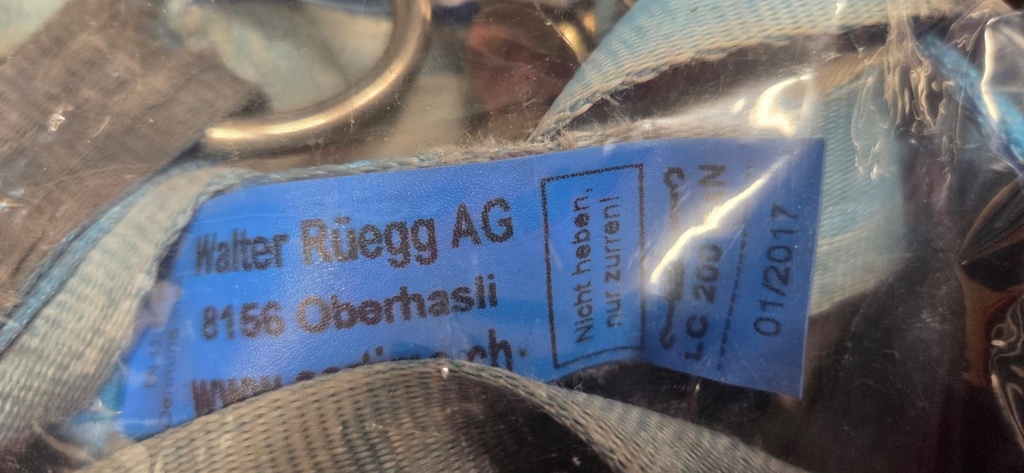 Walter Rüegg AG
8156 Oberhasli
Nicht heben,
nur zurren!
LC 200
01/2017